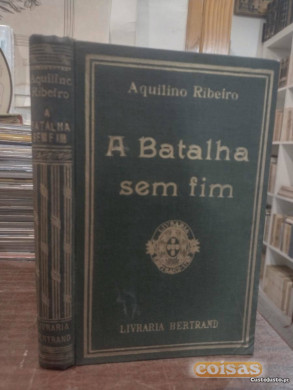 Aquilino
Ribeiro
A
BATALHA
SEM FIM
LIVRARIA
BERTRAND
Aquilino Ribeiro
A Batalha
sem fim
LIVRARIA BERTRAND
coisas